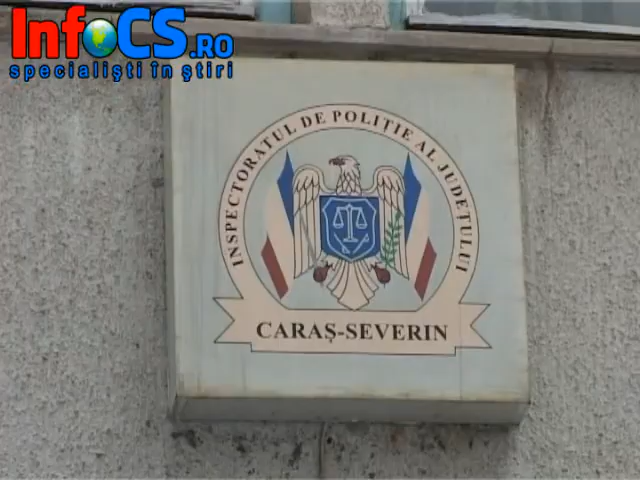 InfoCS.RO
specialişti în ştiri
INSPECTORATUL DE POLIŢIE AL JUDEŢULUI
CARAŞ-SEVERIN